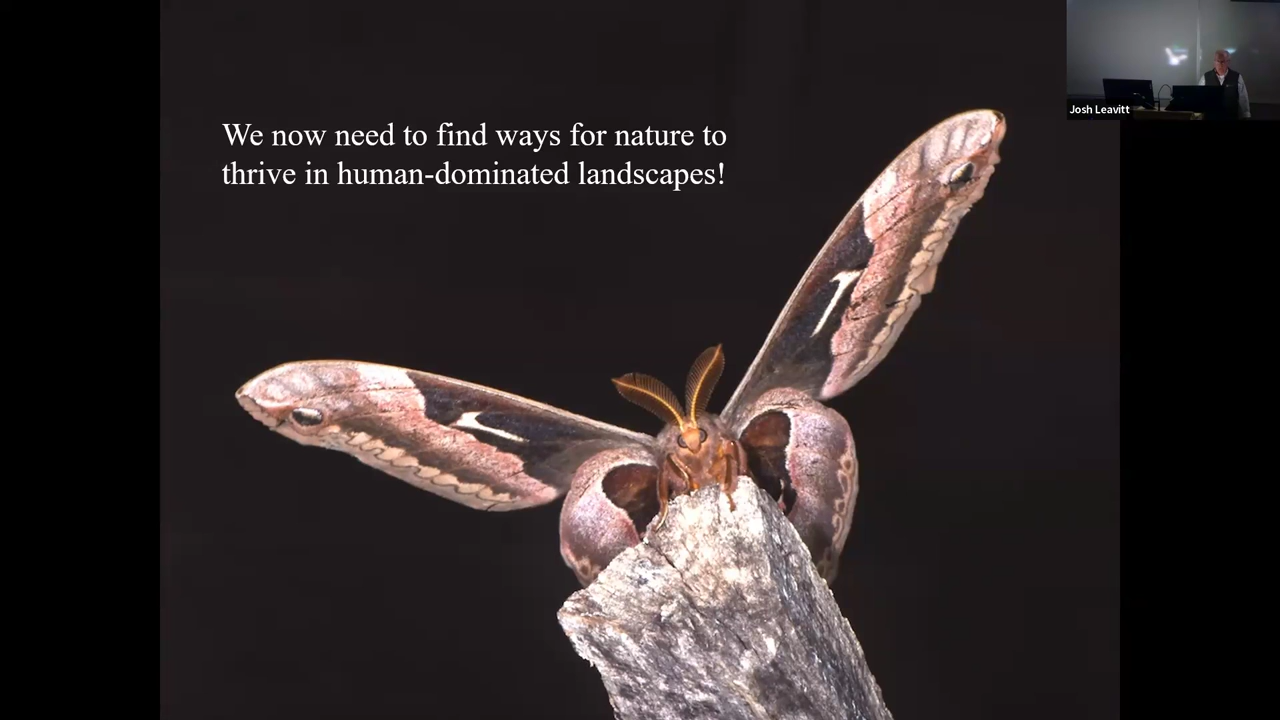 We now need to find ways for nature to
thrive in human-dominated landscapes!
Josh Leavitt